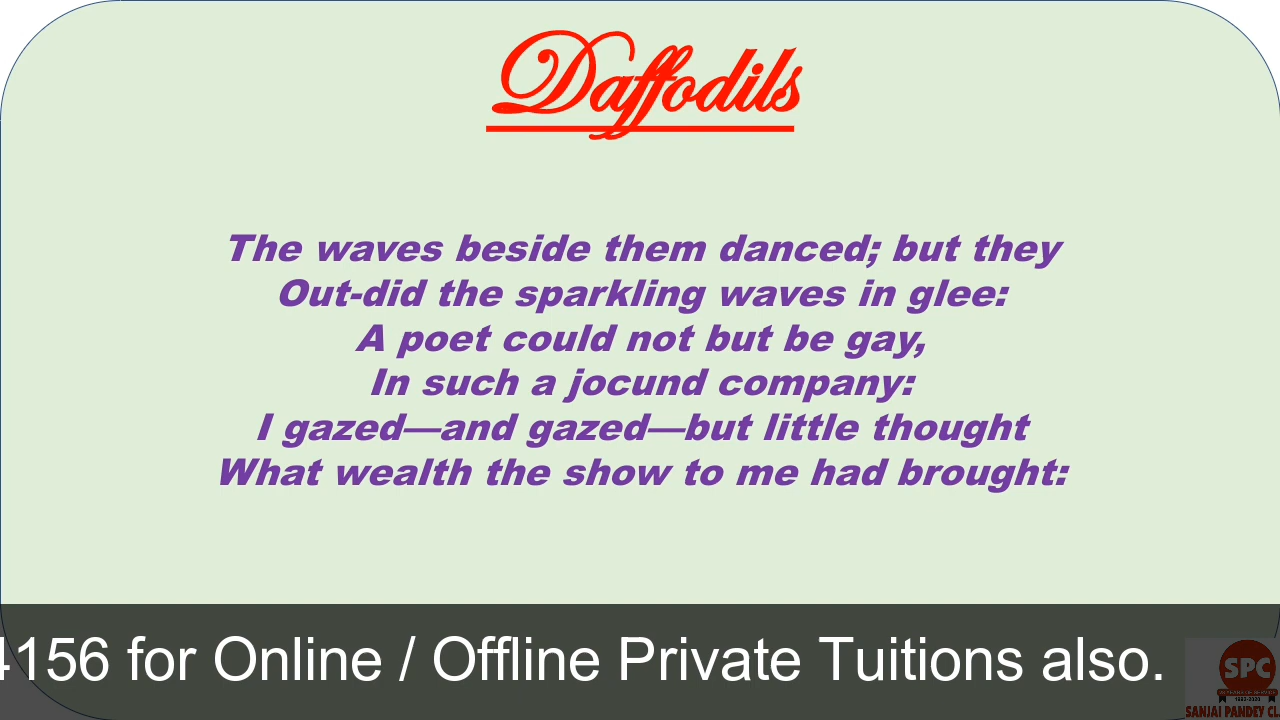 Daffodils
The waves beside them danced; but they
Out-did the sparkling waves in glee:
A poet could not but be gay,
In such a jocund company:
I gazed—and gazed—but little thought
What wealth the show to me had brought:
4156 for Online / Offline Private Tuitions also.
SPC
SANJAI PANDEY CL